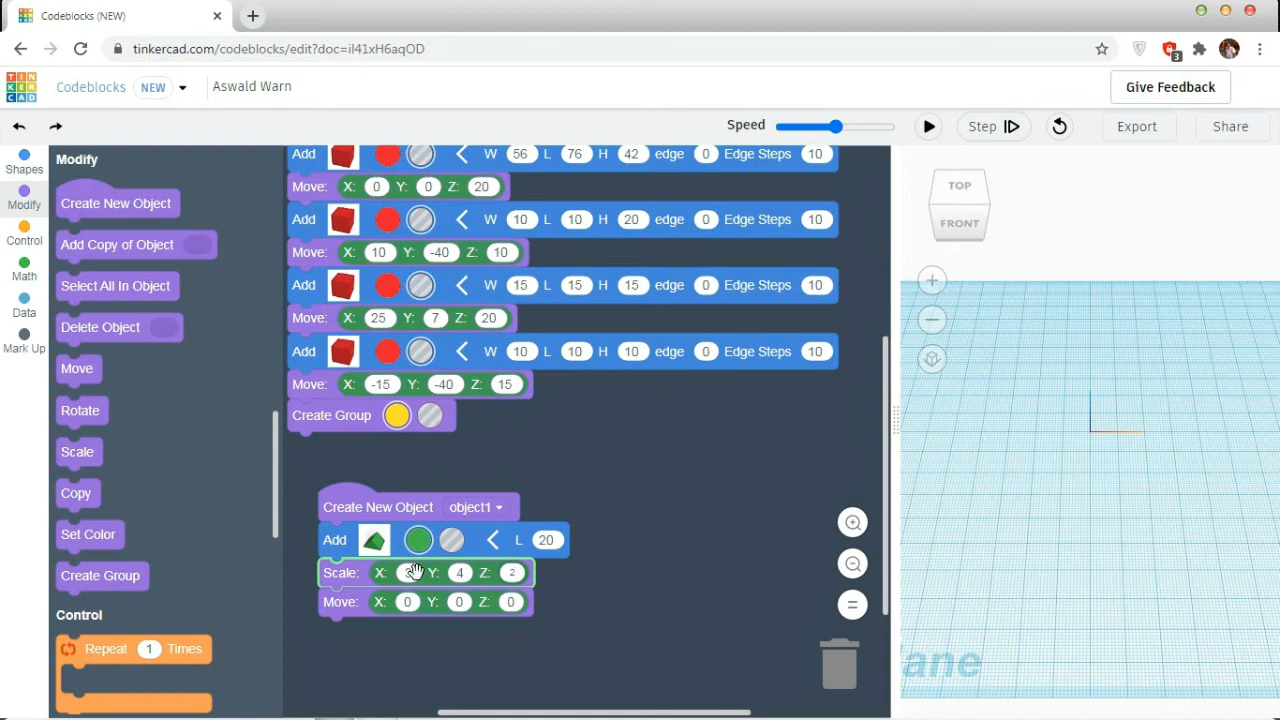 Codeblocks (NEW)
tinkercad.com/codeblocks/edit?doc=il41xH6aqOD
3
TIN
KER
CAD
Codeblocks NEW Aswald Warn Give Feedback
Speed Step Export Share
Shapes
Modify
Control
Math
Data
Mark Up
Modify
Create New Object
Add Copy of Object
Select All In Object
Delete Object
Move
Rotate
Scale
Copy
Set Color
Create Group
Control
Repeat 1 Times
Add W 56 L 76 H 42 edge 0 Edge Steps 10
Move: X: 0 Y: 0 Z: 20
Add W 10 L 10 H 20 edge 0 Edge Steps 10
Move: X: 10 Y: -40 Z: 10
Add W 15 L 15 H 15 edge 0 Edge Steps 10
Move: X: 25 Y: 7 Z: 20
Add W 10 L 10 H 10 edge 0 Edge Steps 10
Move: X: -15 Y: -40 Z: 15
Create Group
Create New Object object1
Add L 20
Scale: X: Y: 4 Z: 2
Move: X: 0 Y: 0 Z: 0
TOP
FRONT